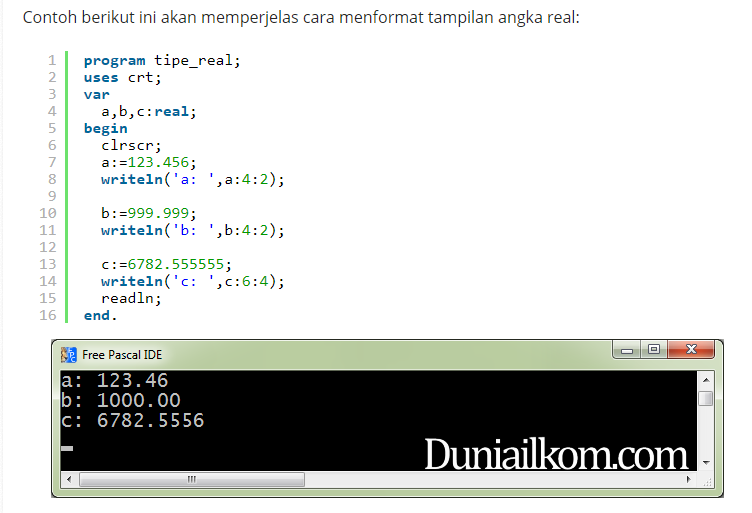 Contoh berikut ini akan memperjelas cara menformat tampilan angka real:
1 program tipe_real;
2 uses crt;
3 var
4   a,b,c:real;
5 begin
6   clrscr;
7   a:=123.456;
8   writeln('a: ',a:4:2);
9
10   b:=999.999;
11   writeln('b: ',b:4:2);
12
13   c:=6782.555555;
14   writeln('c: ',c:6:4);
15   readln;
16 end.
Free Pascal IDE
a: 123.46
b: 1000.00
c: 6782.5556
Duniailkom.com